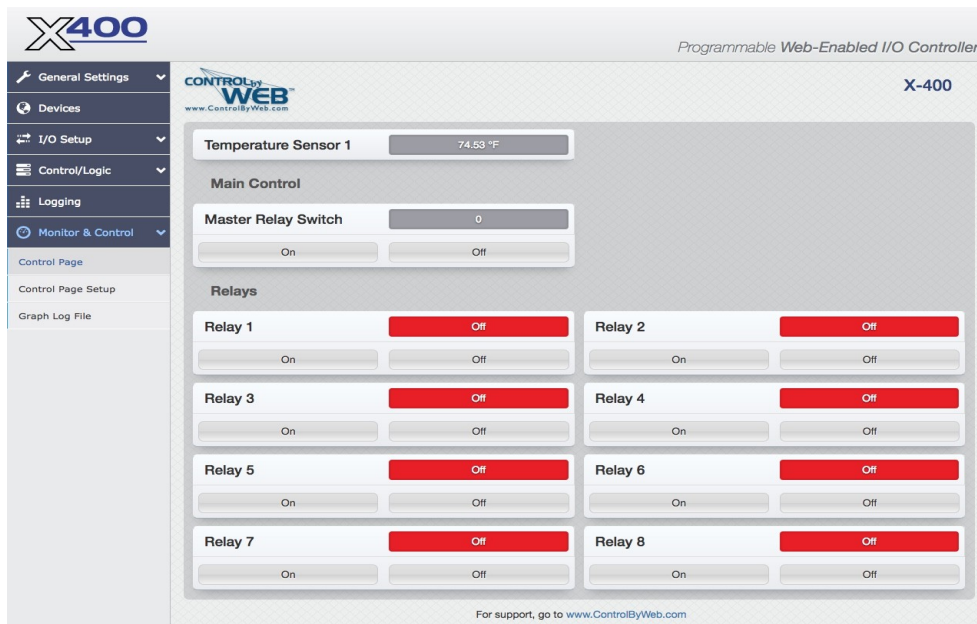 X400
Programmable Web-Enabled I/O Controller
General Settings
Devices
I/O Setup
Control/Logic
Logging
Monitor & Control
Control Page
Control Page Setup
Graph Log File
CONTROL by WEB™
www.ControlByWeb.com
X-400
Temperature Sensor 1 74.53 °F
Main Control
Master Relay Switch 0
On Off
Relays
Relay 1 Off Relay 2 Off
On Off On Off
Relay 3 Off Relay 4 Off
On Off On Off
Relay 5 Off Relay 6 Off
On Off On Off
Relay 7 Off Relay 8 Off
On Off On Off
For support, go to www.ControlByWeb.com